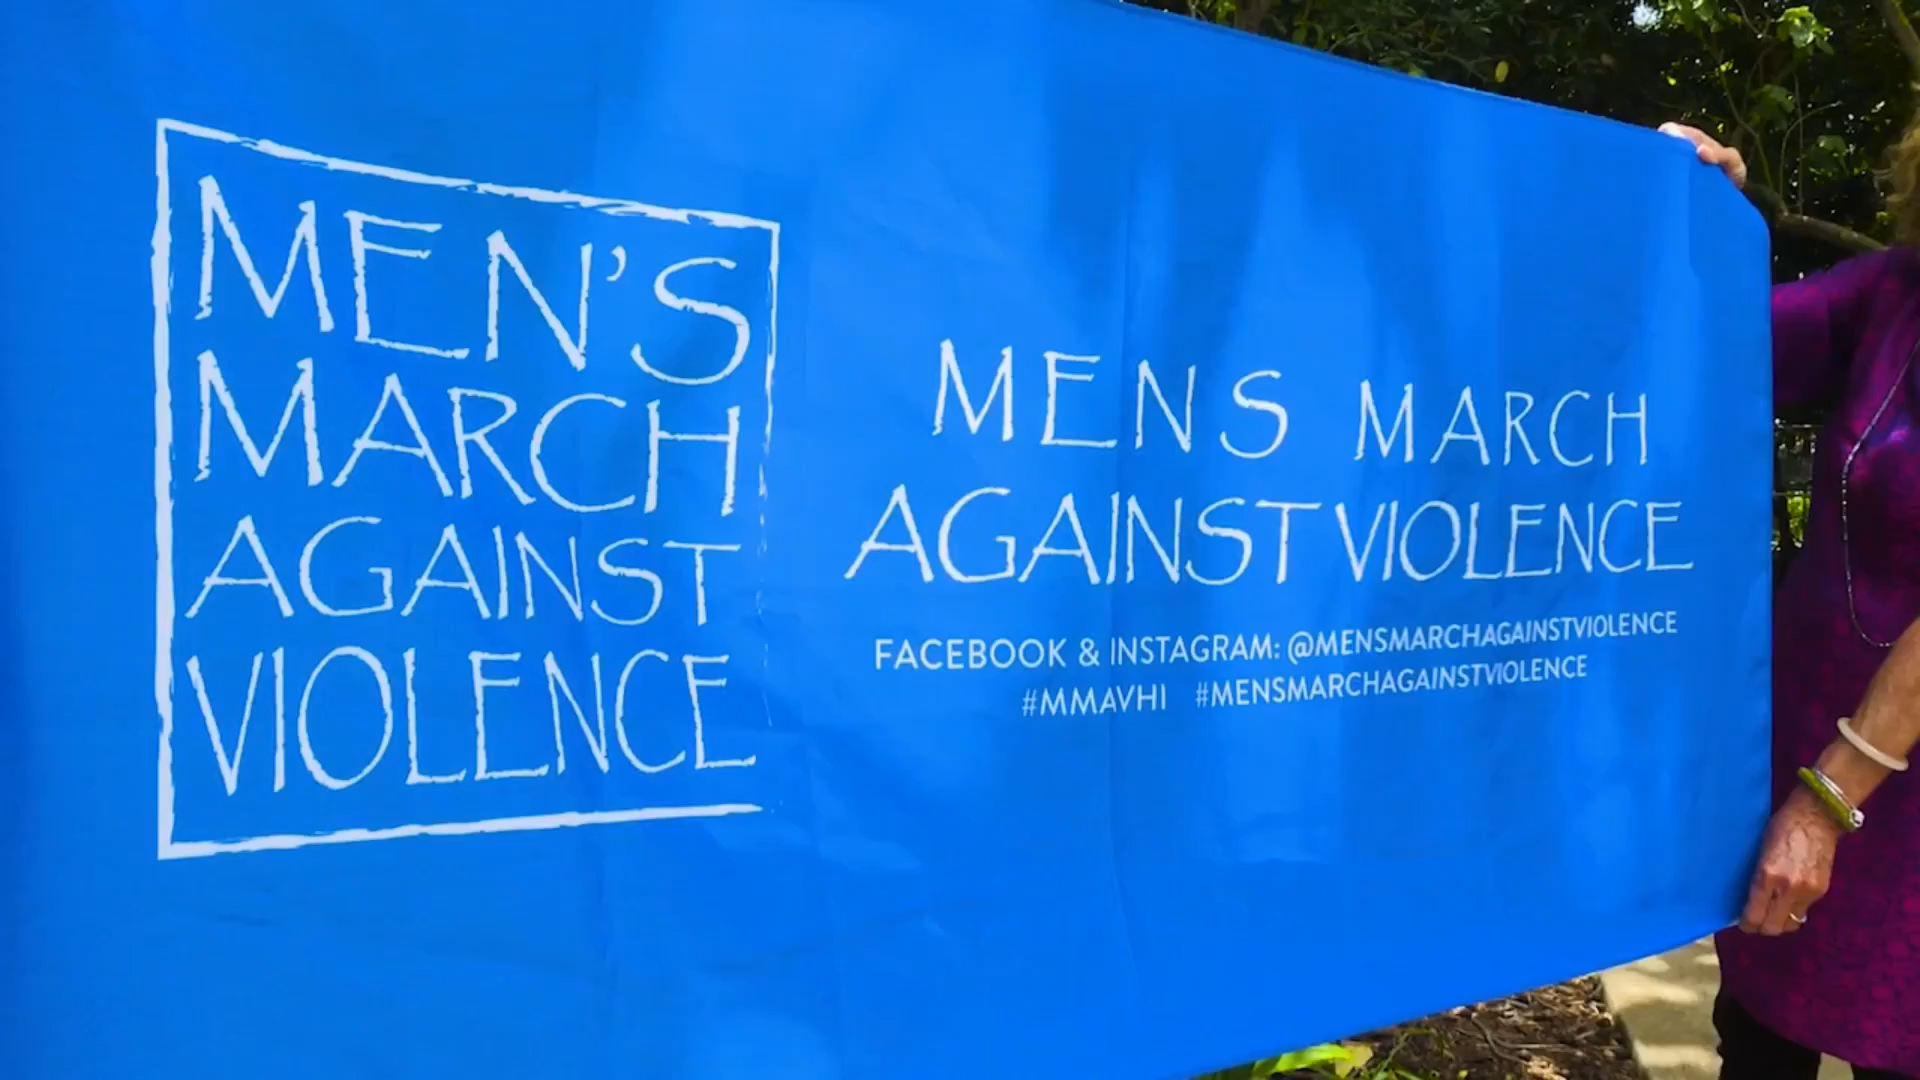 MEN'S
MARCH
AGAINST
VIOLENCE
MENS MARCH
AGAINST VIOLENCE
FACEBOOK & INSTAGRAM: @MENSMARCHAGAINSTVIOLENCE
#MMAVHI #MENSMARCHAGAINSTVIOLENCE